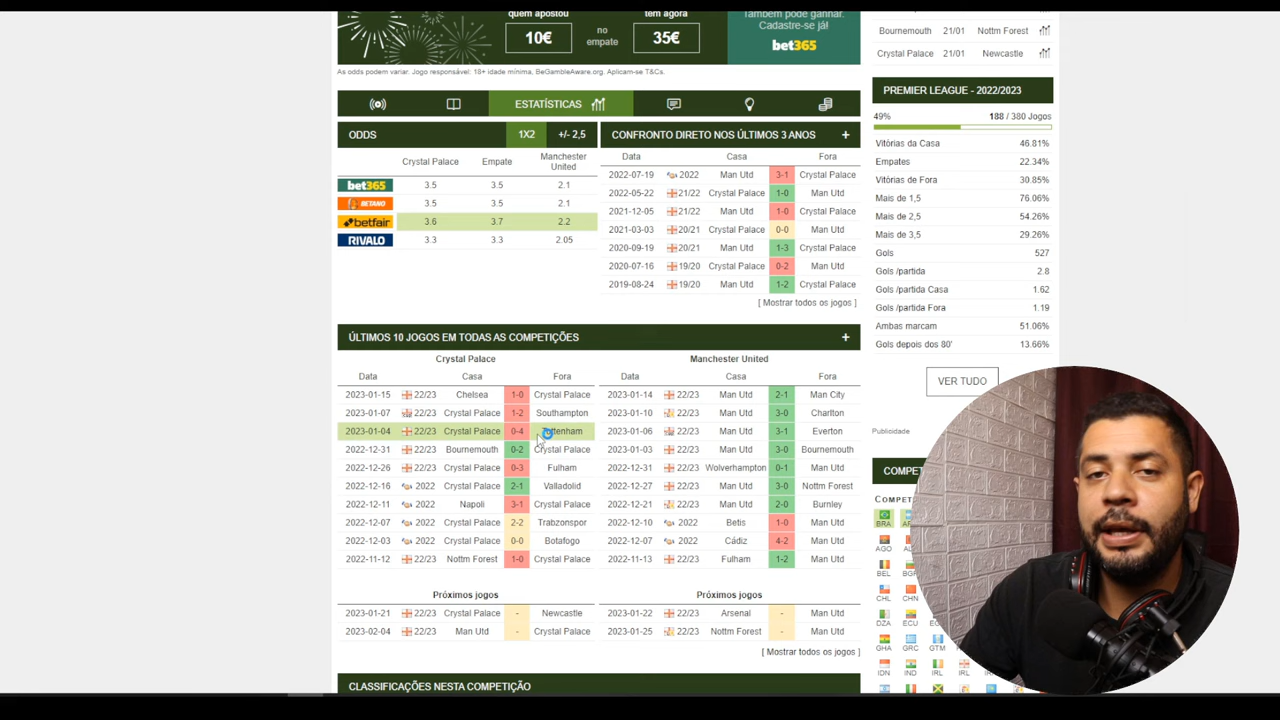 quem apostou
10€
no
empate
tem agora
35€
Também pode ganhar.
Cadastre-se já!
bet365
As odds podem variar. Jogo responsável; 18+ idade mínima, BeGambleAware.org. Aplicam-se T&Cs.
ESTATÍSTICAS
ODDS 1X2 +/- 2,5
Crystal Palace Empate Manchester United
bet365 3.5 3.5 2.1
BETANO 3.5 3.5 2.1
betfair 3.6 3.7 2.2
RIVALO 3.3 3.3 2.05
CONFRONTO DIRETO NOS ÚLTIMOS 3 ANOS +
Data Casa Fora
2022-07-19 2022 Man Utd 3-1 Crystal Palace
2022-05-22 21/22 Crystal Palace 1-0 Man Utd
2021-12-05 21/22 Man Utd 1-0 Crystal Palace
2021-03-03 20/21 Crystal Palace 0-0 Man Utd
2020-09-19 20/21 Man Utd 1-3 Crystal Palace
2020-07-16 19/20 Crystal Palace 0-2 Man Utd
2019-08-24 19/20 Man Utd 1-2 Crystal Palace
[ Mostrar todos os jogos ]
ÚLTIMOS 10 JOGOS EM TODAS AS COMPETIÇÕES +
Crystal Palace
Data Casa Fora
2023-01-15 22/23 Chelsea 1-0 Crystal Palace
2023-01-07 22/23 Crystal Palace 1-2 Southampton
2023-01-04 22/23 Crystal Palace 0-4 Tottenham
2022-12-31 22/23 Bournemouth 0-2 Crystal Palace
2022-12-26 22/23 Crystal Palace 0-3 Fulham
2022-12-16 2022 Crystal Palace 2-1 Valladolid
2022-12-11 2022 Napoli 3-1 Crystal Palace
2022-12-07 2022 Crystal Palace 2-2 Trabzonspor
2022-12-03 2022 Crystal Palace 0-0 Botafogo
2022-11-12 22/23 Nottm Forest 1-0 Crystal Palace
Próximos jogos
2023-01-21 22/23 Crystal Palace - Newcastle
2023-02-04 22/23 Man Utd - Crystal Palace
Manchester United
Data Casa Fora
2023-01-14 22/23 Man Utd 2-1 Man City
2023-01-10 22/23 Man Utd 3-0 Charlton
2023-01-06 22/23 Man Utd 3-1 Everton
2023-01-03 22/23 Man Utd 3-0 Bournemouth
2022-12-31 22/23 Wolverhampton 0-1 Man Utd
2022-12-27 22/23 Man Utd 3-0 Nottm Forest
2022-12-21 22/23 Man Utd 2-0 Burnley
2022-12-10 2022 Betis 1-0 Man Utd
2022-12-07 2022 Cádiz 4-2 Man Utd
2022-11-13 22/23 Fulham 1-2 Man Utd
Próximos jogos
2023-01-22 22/23 Arsenal - Man Utd
2023-01-25 22/23 Nottm Forest - Man Utd
[ Mostrar todos os jogos ]
CLASSIFICAÇÕES NESTA COMPETIÇÃO
Bournemouth 21/01 Nottm Forest
Crystal Palace 21/01 Newcastle
PREMIER LEAGUE - 2022/2023
49% 188 / 380 Jogos
Vitórias da Casa 46.81%
Empates 22.34%
Vitórias de Fora 30.85%
Mais de 1,5 76.06%
Mais de 2,5 54.26%
Mais de 3,5 29.26%
Gols 527
Gols /partida 2.8
Gols /partida Casa 1.62
Gols /partida Fora 1.19
Ambas marcam 51.06%
Gols depois dos 80' 13.66%
VER TUDO
Publicidade
BRA
AGO
BEL
CHL CHN
DZA ECU
GHA GRC GTM
IDN IND IRL